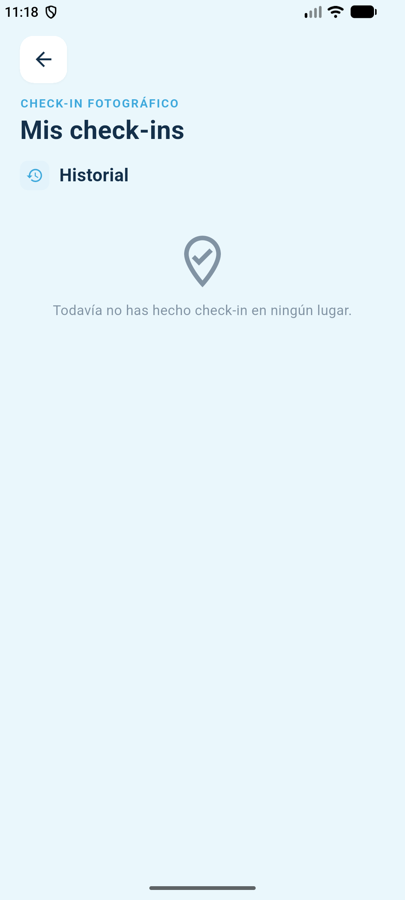 11:18
CHECK-IN FOTOGRÁFICO
Mis check-ins
Historial
Todavía no has hecho check-in en ningún lugar.